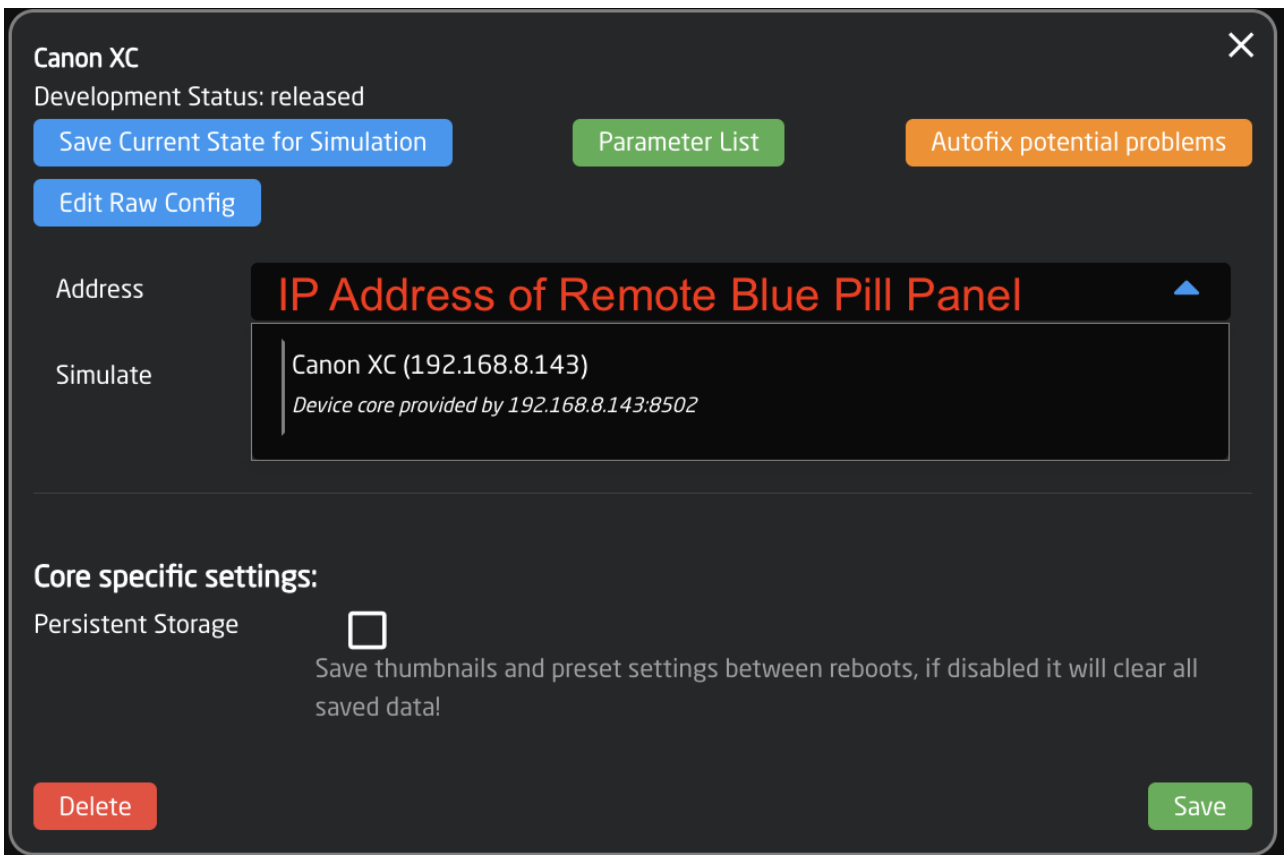 Canon XC
Development Status: released
Save Current State for Simulation
Parameter List
Autofix potential problems
Edit Raw Config
Address
IP Address of Remote Blue Pill Panel
Simulate
Canon XC (192.168.8.143)
Device core provided by 192.168.8.143:8502
Core specific settings:
Persistent Storage
Save thumbnails and preset settings between reboots, if disabled it will clear all
saved data!
Delete
Save